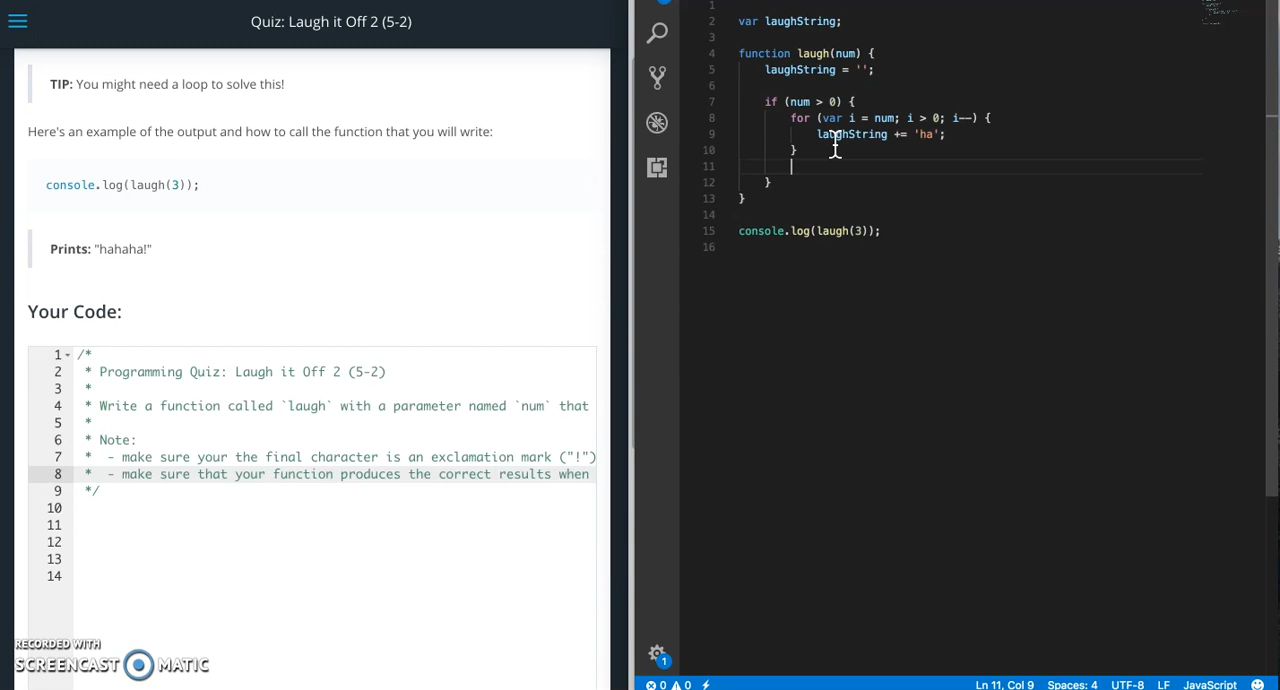 Quiz: Laugh it Off 2 (5-2)
TIP: You might need a loop to solve this!
Here's an example of the output and how to call the function that you will write:
console.log(laugh(3));
Prints: "hahaha!"
Your Code:
1 /*
2 * Programming Quiz: Laugh it Off 2 (5-2)
3 *
4 * Write a function called `laugh` with a parameter named `num` that
5 *
6 * Note:
7 * - make sure your the final character is an exclamation mark ("!")
8 * - make sure that your function produces the correct results when
9 */
10
11
12
13
14
RECORDED WITH
SCREENCAST MATIC
1
2 var laughString;
3
4 function laugh(num) {
5 laughString = '';
6
7 if (num > 0) {
8 for (var i = num; i > 0; i--) {
9 laughString += 'ha';
10 }
11
12 }
13 }
14
15 console.log(laugh(3));
16
1
0 0 Ln 11, Col 9 Spaces: 4 UTF-8 LF JavaScript